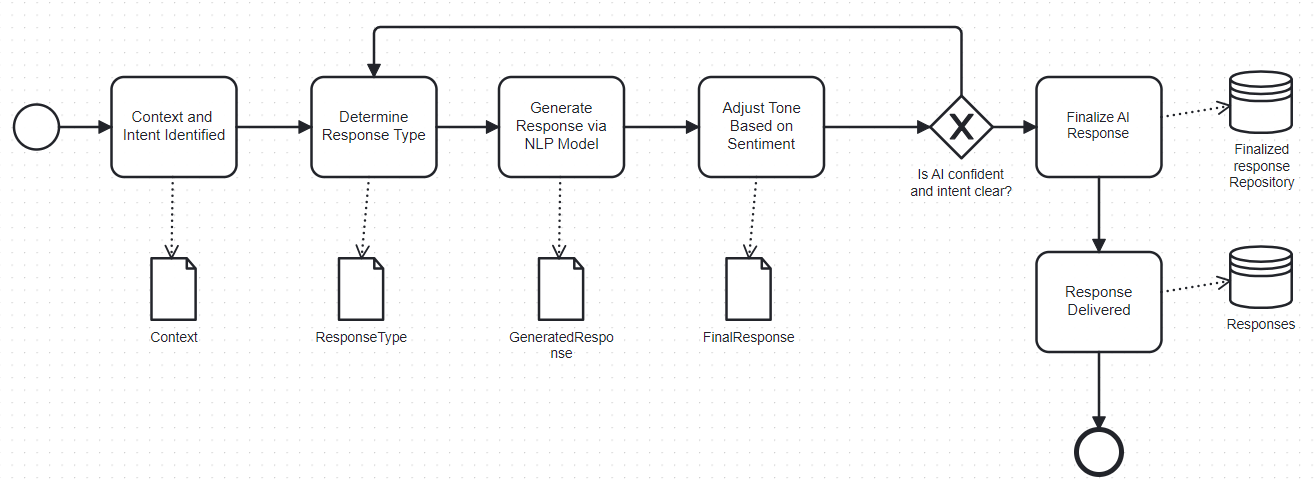 Context and
Intent Identified
Determine
Response Type
Generate
Response via
NLP Model
Adjust Tone
Based on
Sentiment
Is AI confident
and intent clear?
Finalize AI
Response
Finalized
response
Repository
Context
ResponseType
GeneratedRespo
nse
FinalResponse
Response
Delivered
Responses